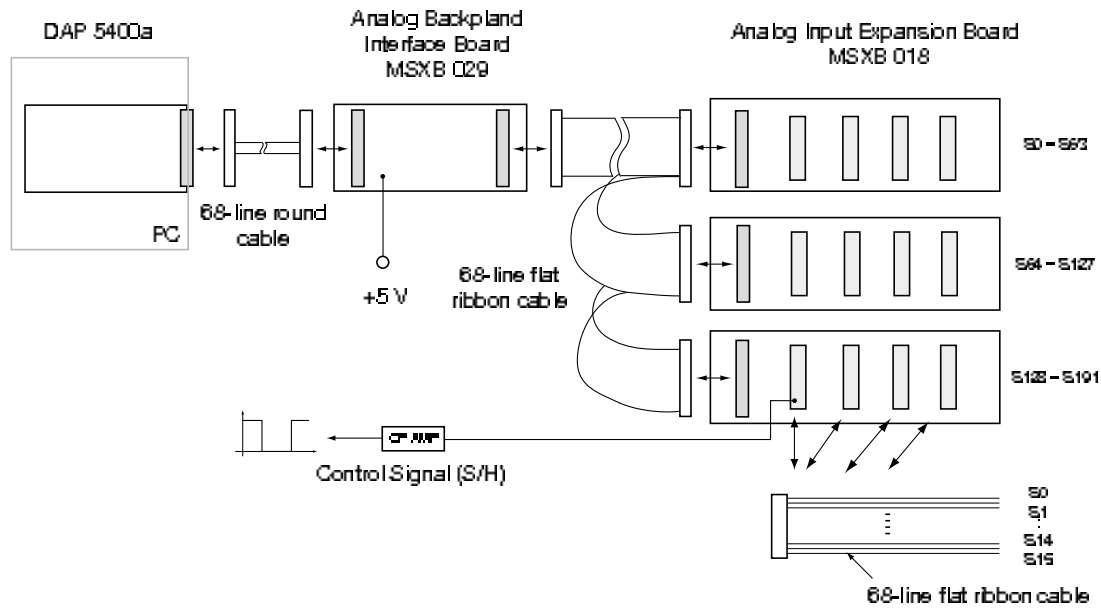 DAP 5400a
Analog Backpland
Interface Board
MSXB 029
Analog Input Expansion Board
MSXB 018
S0 – S63
68-line round
cable
PC
+5 V
68-line flat
ribbon cable
S64 – S127
S128 – S191
OP AMP
Control Signal (S/H)
S0
S1
S14
S15
68-line flat ribbon cable